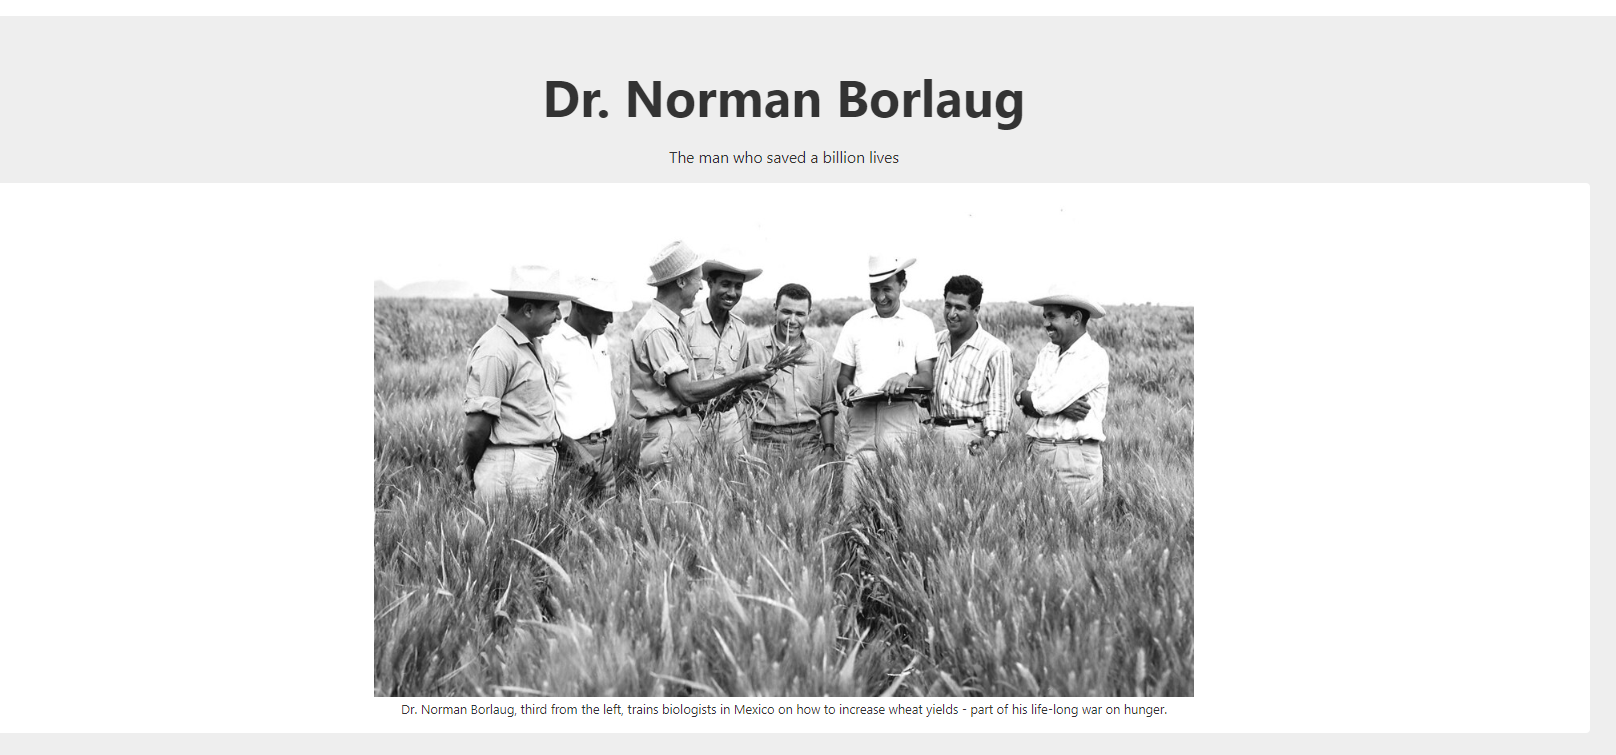 Dr. Norman Borlaug
The man who saved a billion lives
Dr. Norman Borlaug, third from the left, trains biologists in Mexico on how to increase wheat yields - part of his life-long war on hunger.